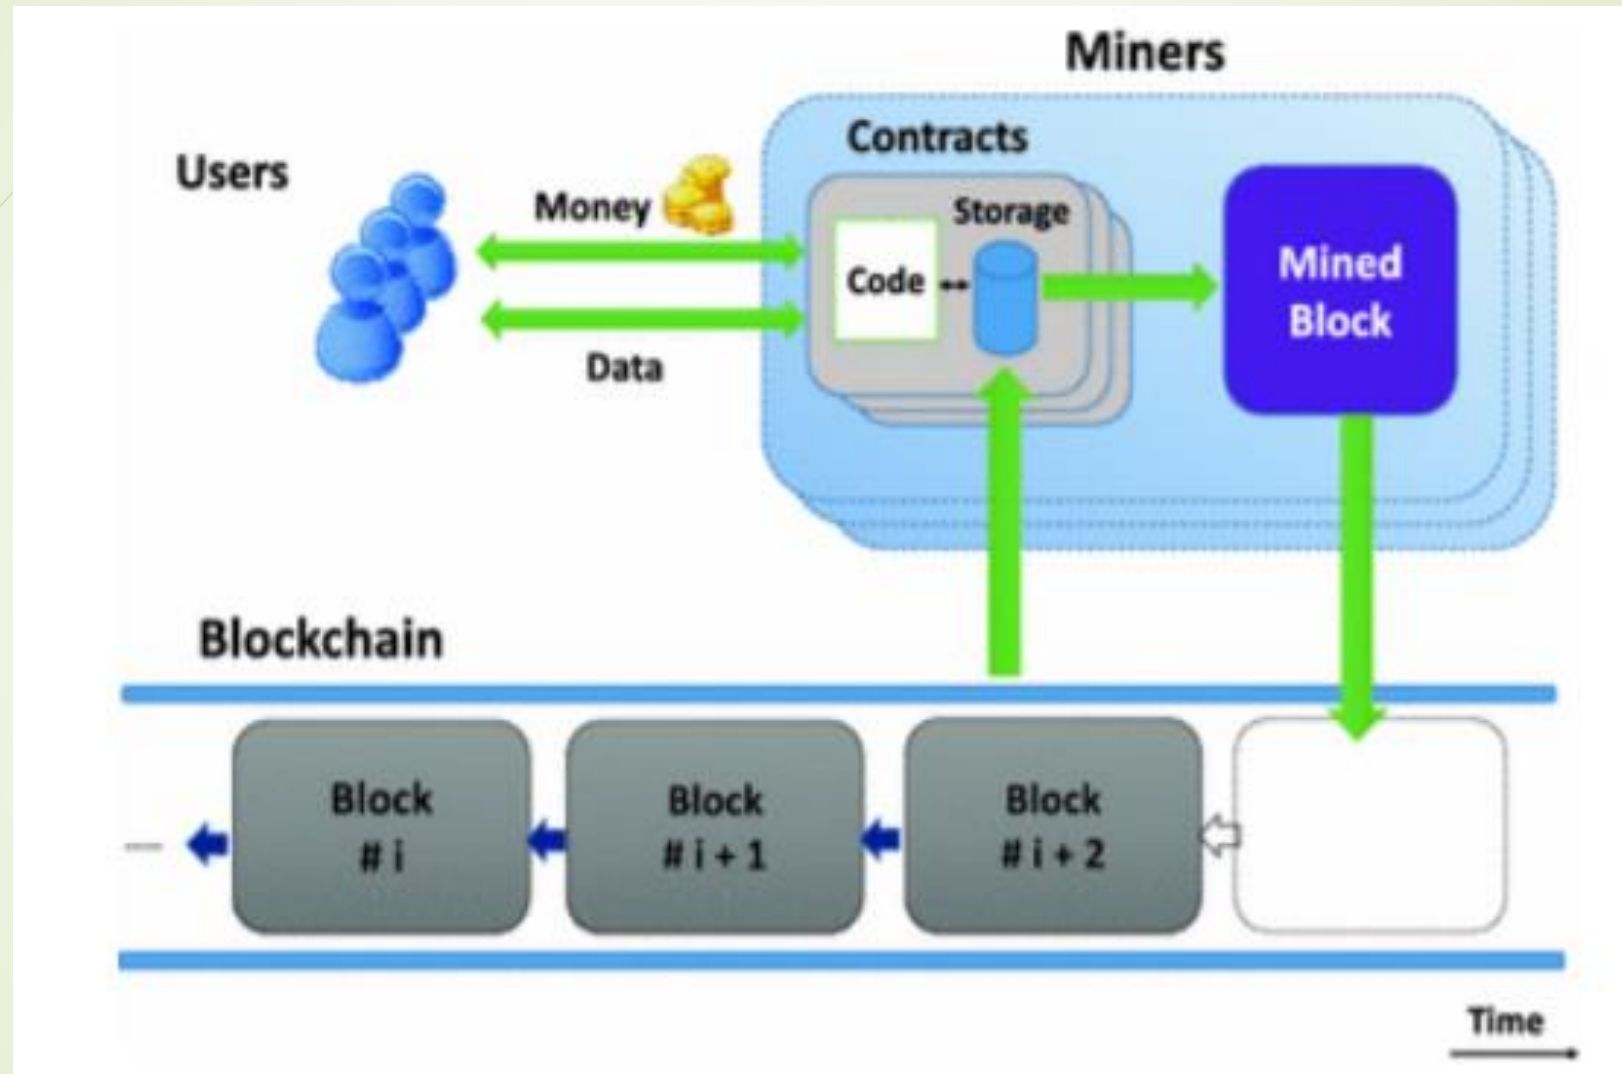 Miners
Contracts
Users
Money
Storage
Code
Mined
Block
Data
Blockchain
Block
# i
Block
# i + 1
Block
# i + 2
Time